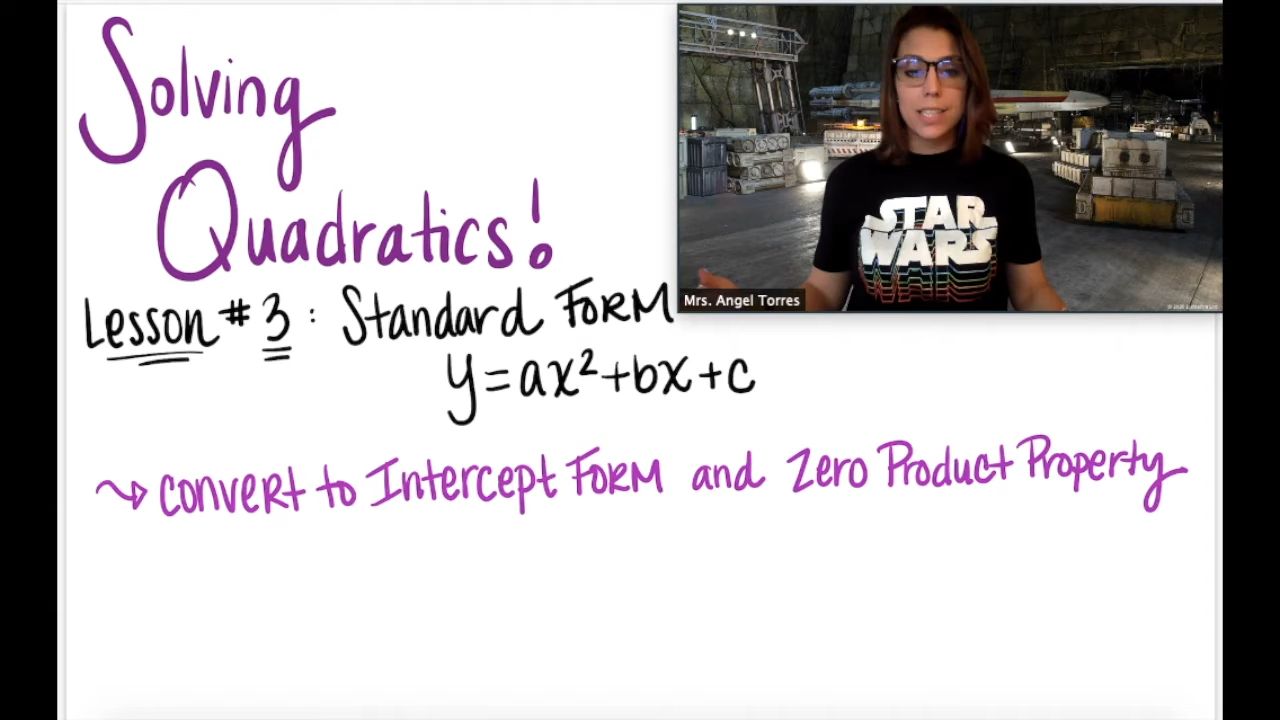 Solving
Quadratics!
Lesson #3: Standard FORM
y=ax²+bx+c
↝ Convert to Intercept FORM and Zero Product Property
STAR
WARS
Mrs. Angel Torres